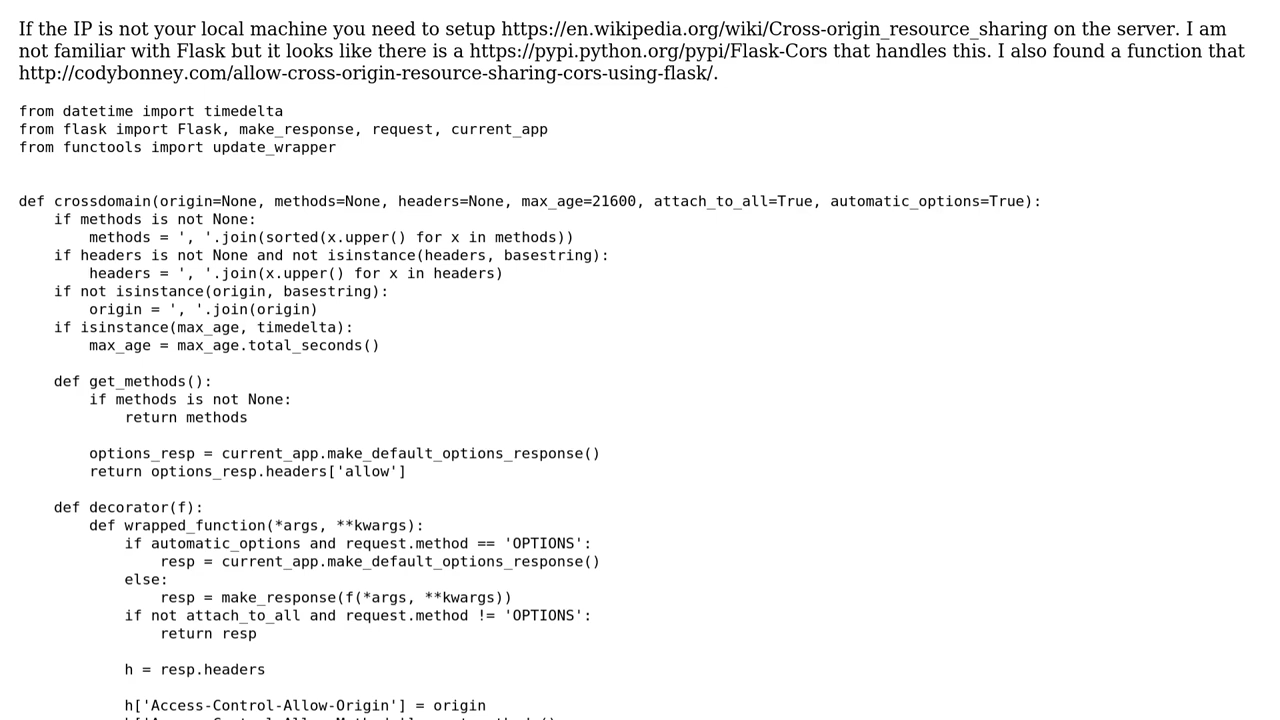 If the IP is not your local machine you need to setup https://en.wikipedia.org/wiki/Cross-origin_resource_sharing on the server. I am
not familiar with Flask but it looks like there is a https://pypi.python.org/pypi/Flask-Cors that handles this. I also found a function that
http://codybonney.com/allow-cross-origin-resource-sharing-cors-using-flask/.

from datetime import timedelta
from flask import Flask, make_response, request, current_app
from functools import update_wrapper


def crossdomain(origin=None, methods=None, headers=None, max_age=21600, attach_to_all=True, automatic_options=True):
    if methods is not None:
        methods = ', '.join(sorted(x.upper() for x in methods))
    if headers is not None and not isinstance(headers, basestring):
        headers = ', '.join(x.upper() for x in headers)
    if not isinstance(origin, basestring):
        origin = ', '.join(origin)
    if isinstance(max_age, timedelta):
        max_age = max_age.total_seconds()

    def get_methods():
        if methods is not None:
            return methods

        options_resp = current_app.make_default_options_response()
        return options_resp.headers['allow']

    def decorator(f):
        def wrapped_function(*args, **kwargs):
            if automatic_options and request.method == 'OPTIONS':
                resp = current_app.make_default_options_response()
            else:
                resp = make_response(f(*args, **kwargs))
            if not attach_to_all and request.method != 'OPTIONS':
                return resp

            h = resp.headers

            h['Access-Control-Allow-Origin'] = origin